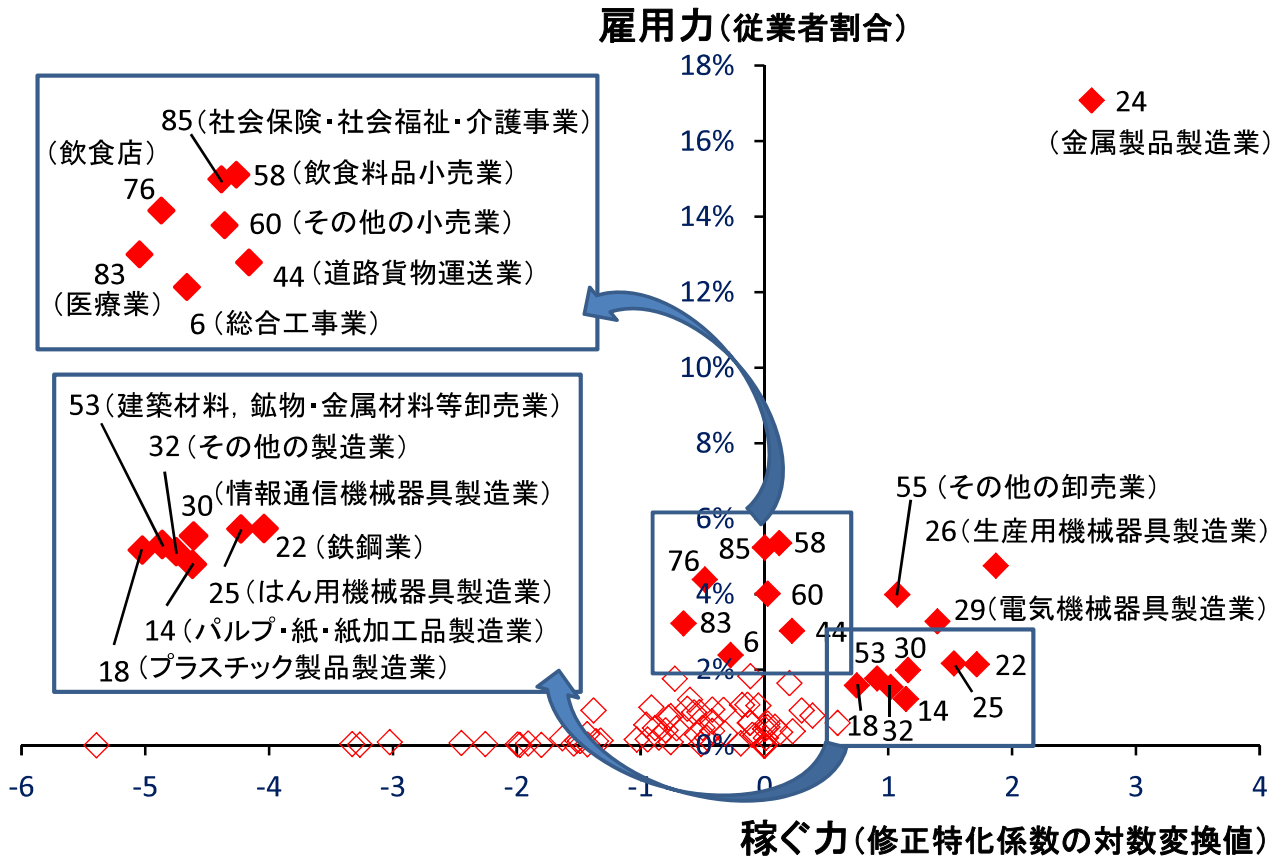 雇用力(従業者割合)
18%
16%
14%
12%
10%
8%
6%
4%
2%
0%
24
(金属製品製造業)
85(社会保険・社会福祉・介護事業)
(飲食店)
76
58(飲食料品小売業)
60(その他の小売業)
83
(医療業)
44(道路貨物運送業)
6(総合工事業)
53(建築材料,鉱物・金属材料等卸売業)
32(その他の製造業)
30(情報通信機械器具製造業)
22(鉄鋼業)
25(はん用機械器具製造業)
14(パルプ・紙・紙加工品製造業)
18(プラスチック製品製造業)
55(その他の卸売業)
26(生産用機械器具製造業)
29(電気機械器具製造業)
76
85
58
60
83
6
44
53
30
22
18
32
14
25
-6
-5
-4
-3
-2
-1
0
1
2
3
4
稼ぐ力(修正特化係数の対数変換値)